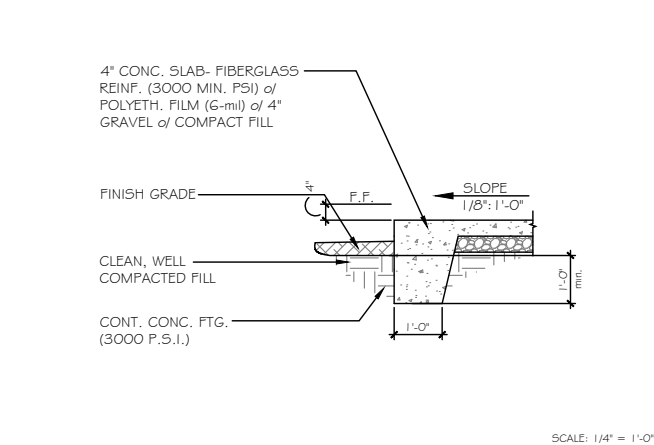 4" CONC. SLAB- FIBERGLASS
REINF. (3000 MIN. PSI) o/
POLYETH. FILM (6-mil) o/ 4"
GRAVEL o/ COMPACT FILL
FINISH GRADE
4"
F.F.
SLOPE
1/8":1'-0"
CLEAN, WELL
COMPACTED FILL
1'-0"
min.
CONT. CONC. FTG.
(3000 P.S.I.)
1'-0"
SCALE: 1/4" = 1'-0"